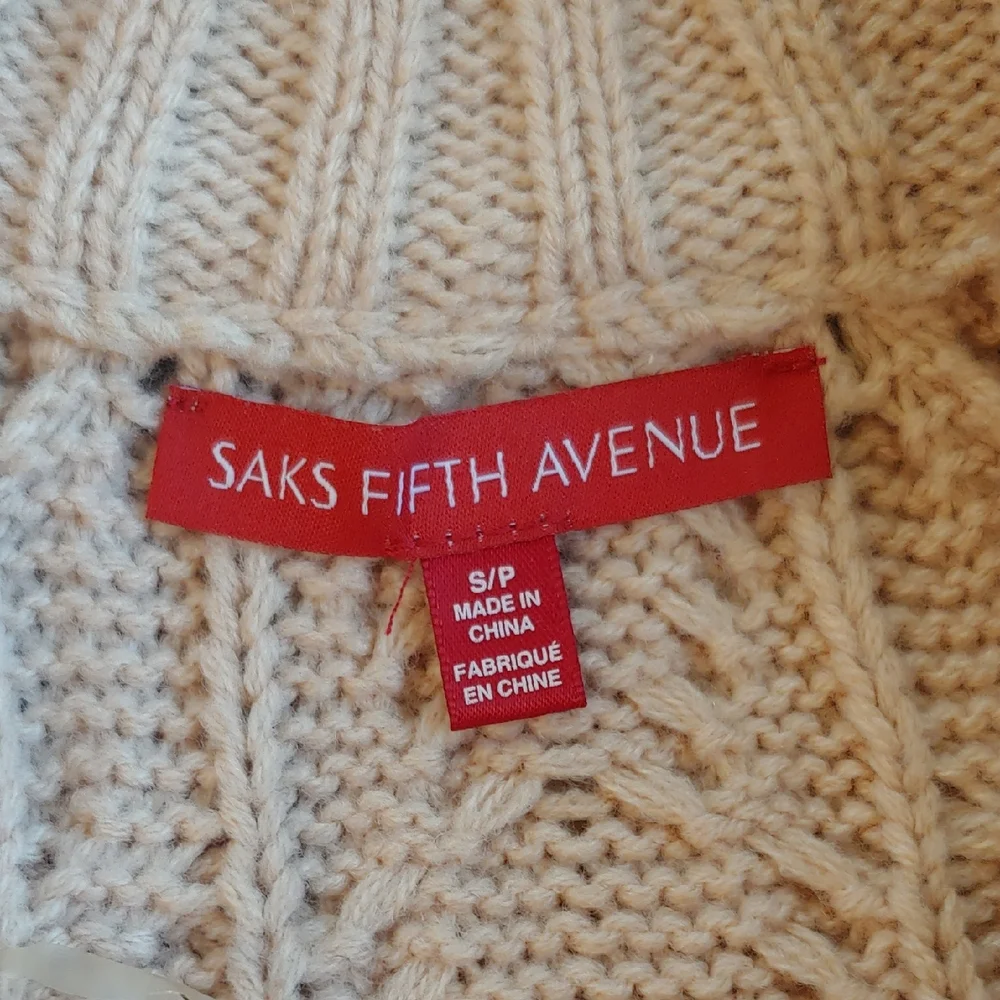 SAKS FIFTH AVENUE
S/P
MADE IN
CHINA
FABRIQUÉ
EN CHINE